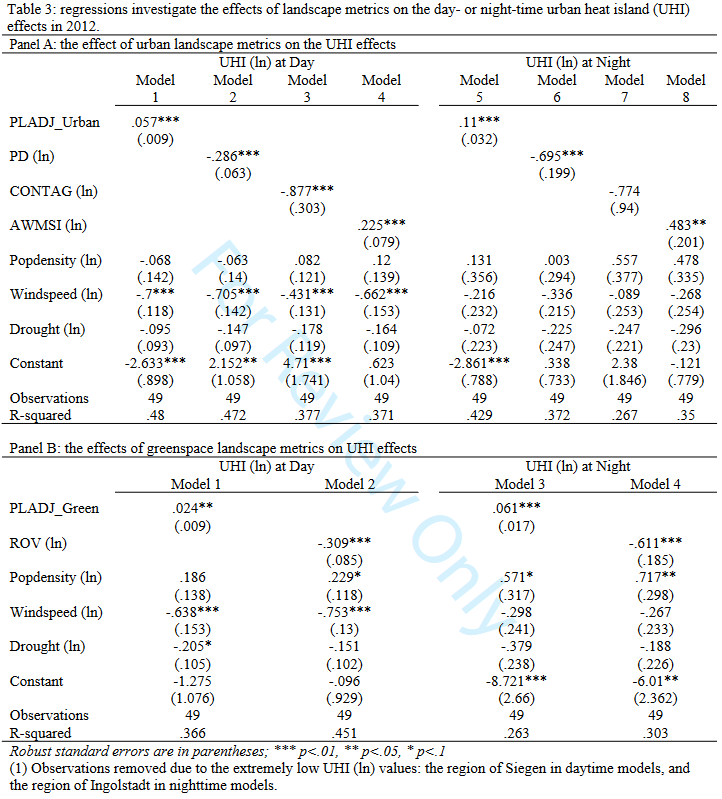 Table 3: regressions investigate the effects of landscape metrics on the day- or night-time urban heat island (UHI)
effects in 2012.
Panel A: the effect of urban landscape metrics on the UHI effects
UHI (ln) at Day UHI (ln) at Night
Model Model Model Model Model Model Model Model
1 2 3 4 5 6 7 8
PLADJ_Urban .057*** .11***
(.009) (.032)
PD (ln) -.286*** -.695***
(.063) (.199)
CONTAG (ln) -.877*** -.774
(.303) (.94)
AWMSI (ln) .225*** .483**
(.079) (.201)
Popdensity (ln) -.068 -.063 .082 .12 .131 .003 .557 .478
(.142) (.14) (.121) (.139) (.356) (.294) (.377) (.335)
Windspeed (ln) -.7*** -.705*** -.431*** -.662*** -.216 -.336 -.089 -.268
(.118) (.142) (.131) (.153) (.232) (.215) (.253) (.254)
Drought (ln) -.095 -.147 -.178 -.164 -.072 -.225 -.247 -.296
(.093) (.097) (.119) (.109) (.223) (.247) (.221) (.23)
Constant -2.633*** 2.152** 4.71*** .623 -2.861*** .338 2.38 -.121
(.898) (1.058) (1.741) (1.04) (.788) (.733) (1.846) (.779)
Observations 49 49 49 49 49 49 49 49
R-squared .48 .472 .377 .371 .429 .372 .267 .35
Panel B: the effects of greenspace landscape metrics on UHI effects
UHI (ln) at Day UHI (ln) at Night
Model 1 Model 2 Model 3 Model 4
PLADJ_Green .024** .061***
(.009) (.017)
ROV (ln) -.309*** -.611***
(.085) (.185)
Popdensity (ln) .186 .229* .571* .717**
(.138) (.118) (.317) (.298)
Windspeed (ln) -.638*** -.753*** -.298 -.267
(.153) (.13) (.241) (.233)
Drought (ln) -.205* -.151 -.379 -.188
(.105) (.102) (.238) (.226)
Constant -1.275 -.096 -8.721*** -6.01**
(1.076) (.929) (2.66) (2.362)
Observations 49 49 49 49
R-squared .366 .451 .263 .303
Robust standard errors are in parentheses; *** p<.01, ** p<.05, * p<.1
(1) Observations removed due to the extremely low UHI (ln) values: the region of Siegen in daytime models, and
the region of Ingolstadt in nighttime models.
For Review Only